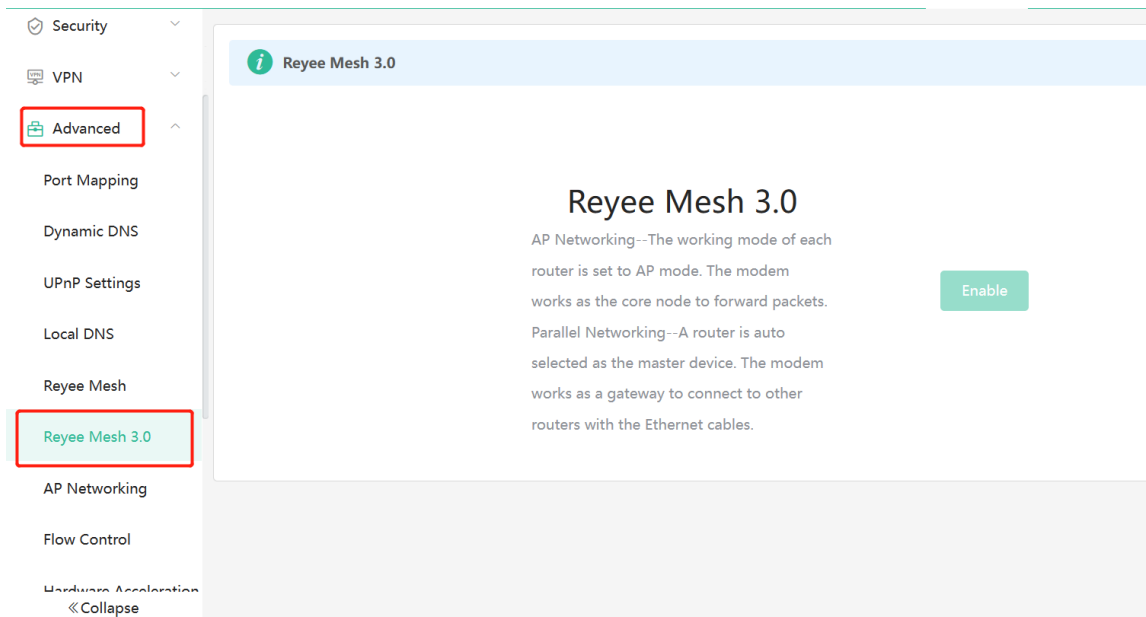 Security
VPN
VPN
Advanced
Port Mapping
Dynamic DNS
UPnP Settings
Local DNS
Reyee Mesh
Reyee Mesh 3.0
AP Networking
Flow Control
Hardware Acceleration
«Collapse
i Reyee Mesh 3.0
Reyee Mesh 3.0
AP Networking--The working mode of each
router is set to AP mode. The modem
works as the core node to forward packets.
Parallel Networking--A router is auto
selected as the master device. The modem
works as a gateway to connect to other
routers with the Ethernet cables.
Enable